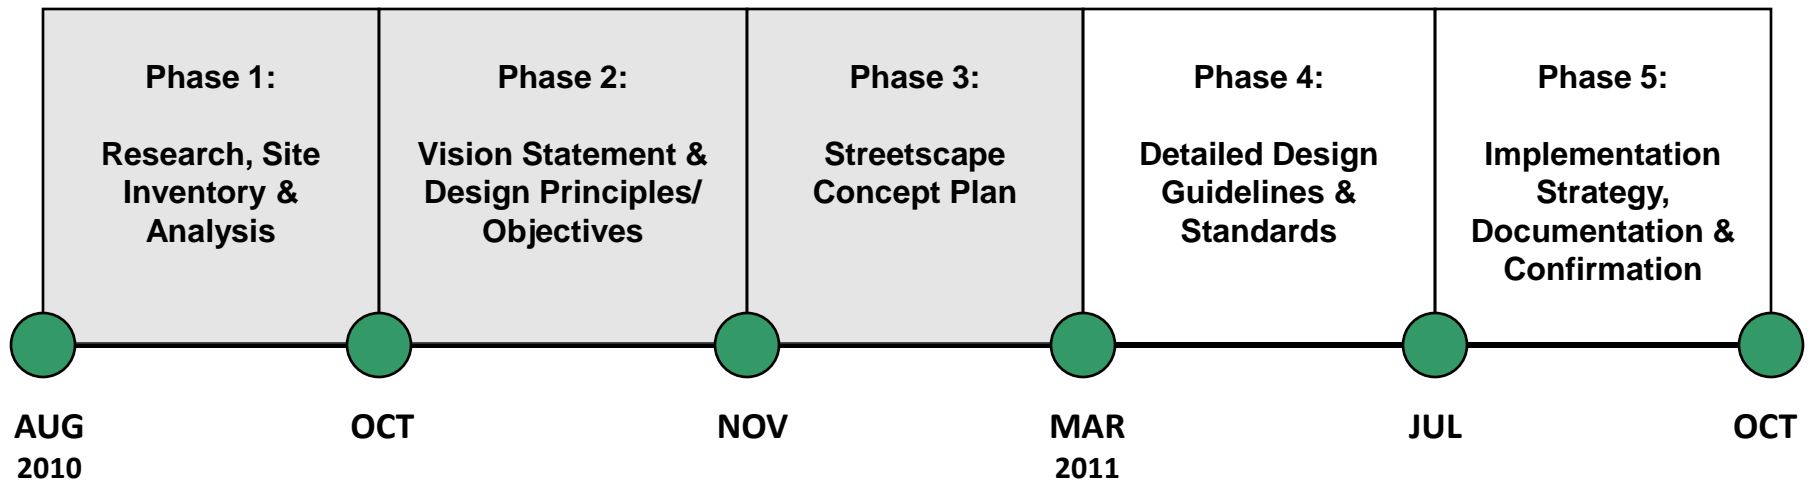 Phase 1:
Research, Site
Inventory &
Analysis
Phase 2:
Vision Statement &
Design Principles/
Objectives
Phase 3:
Streetscape
Concept Plan
Phase 4:
Detailed Design
Guidelines &
Standards
Phase 5:
Implementation
Strategy,
Documentation &
Confirmation
AUG
2010
OCT
NOV
MAR
2011
JUL
OCT